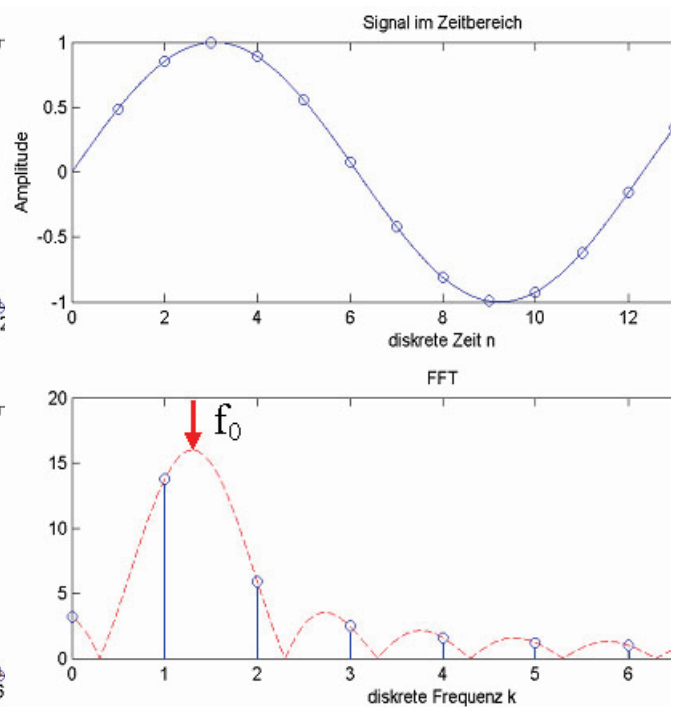 Signal im Zeitbereich
1
0.5
0
-0.5
-1
Amplitude
0 2 4 6 8 10 12
diskrete Zeit n
FFT
20
15
10
5
0
f₀
0 1 2 3 4 5 6
diskrete Frequenz k